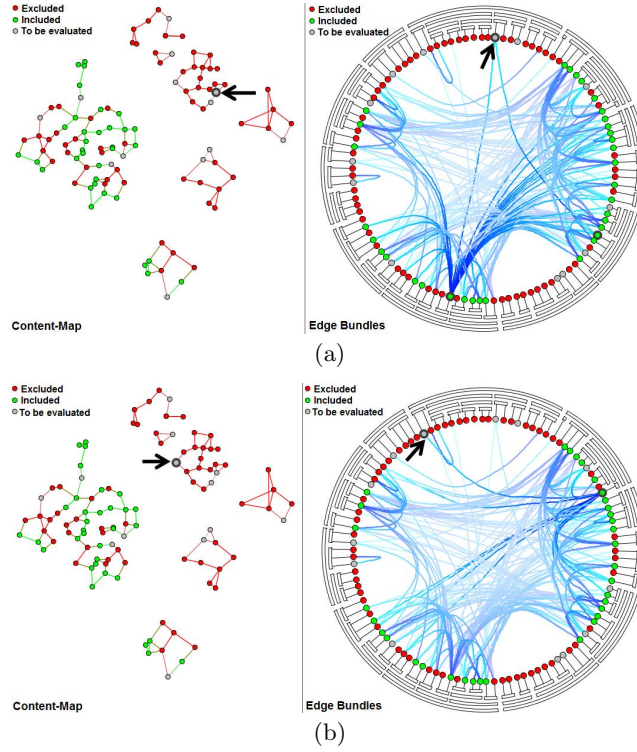 Excluded
Included
To be evaluated
Content-Map
Excluded
Included
To be evaluated
Edge Bundles
(a)
Excluded
Included
To be evaluated
Content-Map
Excluded
Included
To be evaluated
Edge Bundles
(b)